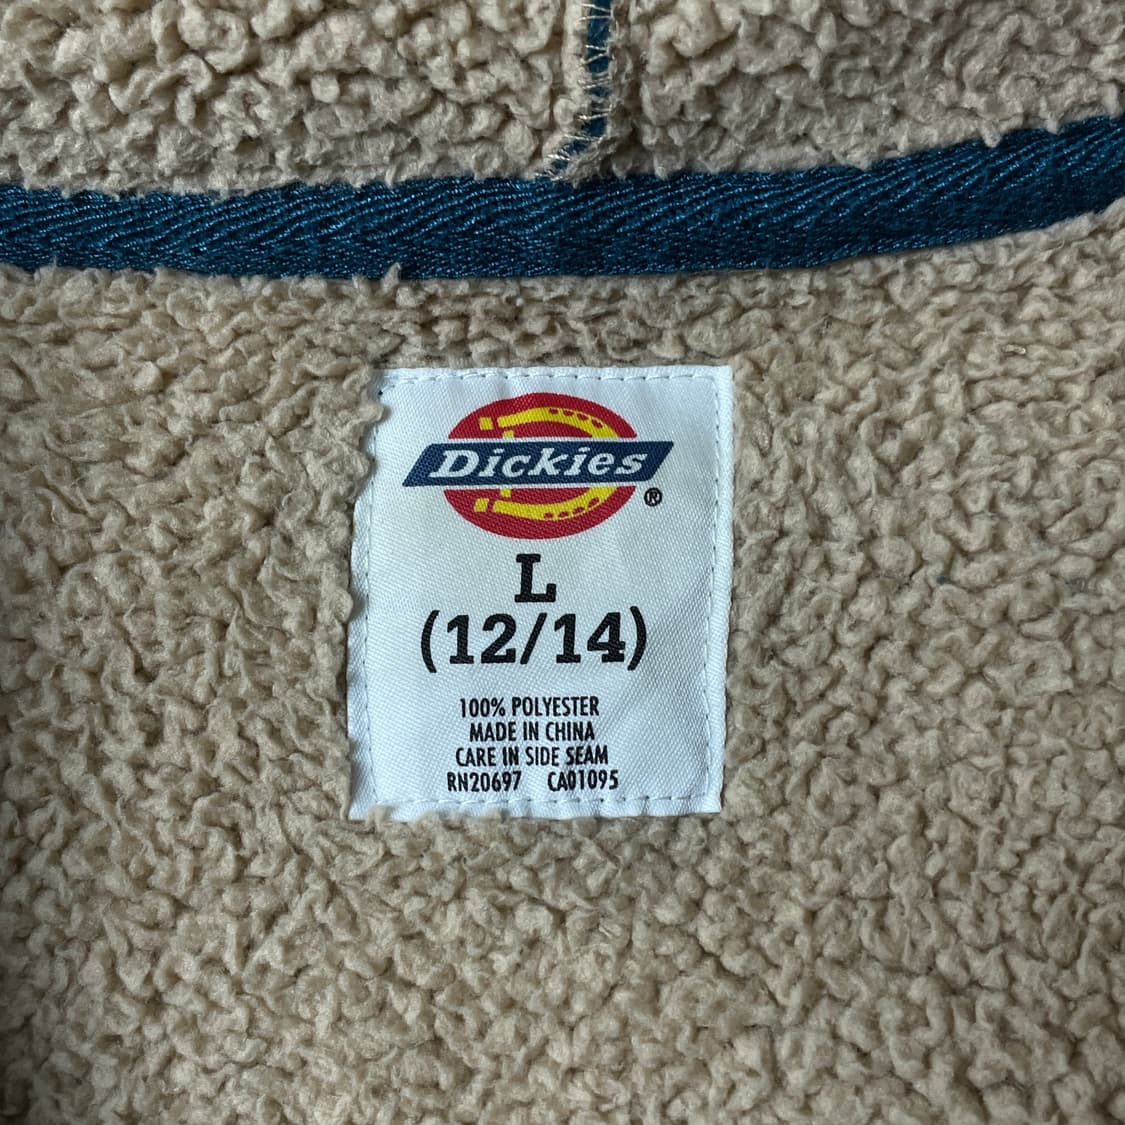 Dickies
®
L
(12/14)
100% POLYESTER
MADE IN CHINA
CARE IN SIDE SEAM
RN20697 CA01095